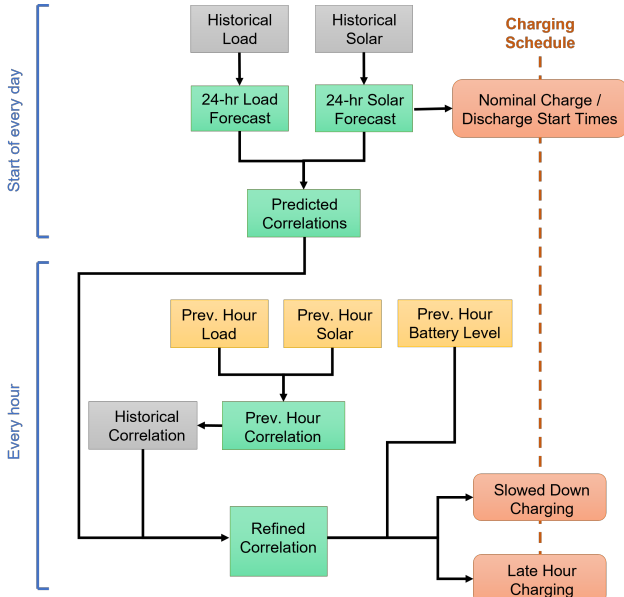 Historical
Load
Historical
Solar
Charging
Schedule
Start of every day
24-hr Load
Forecast
24-hr Solar
Forecast
Nominal Charge /
Discharge Start Times
Predicted
Correlations
Every hour
Prev. Hour
Load
Prev. Hour
Solar
Prev. Hour
Battery Level
Historical
Correlation
Prev. Hour
Correlation
Refined
Correlation
Slowed Down
Charging
Late Hour
Charging